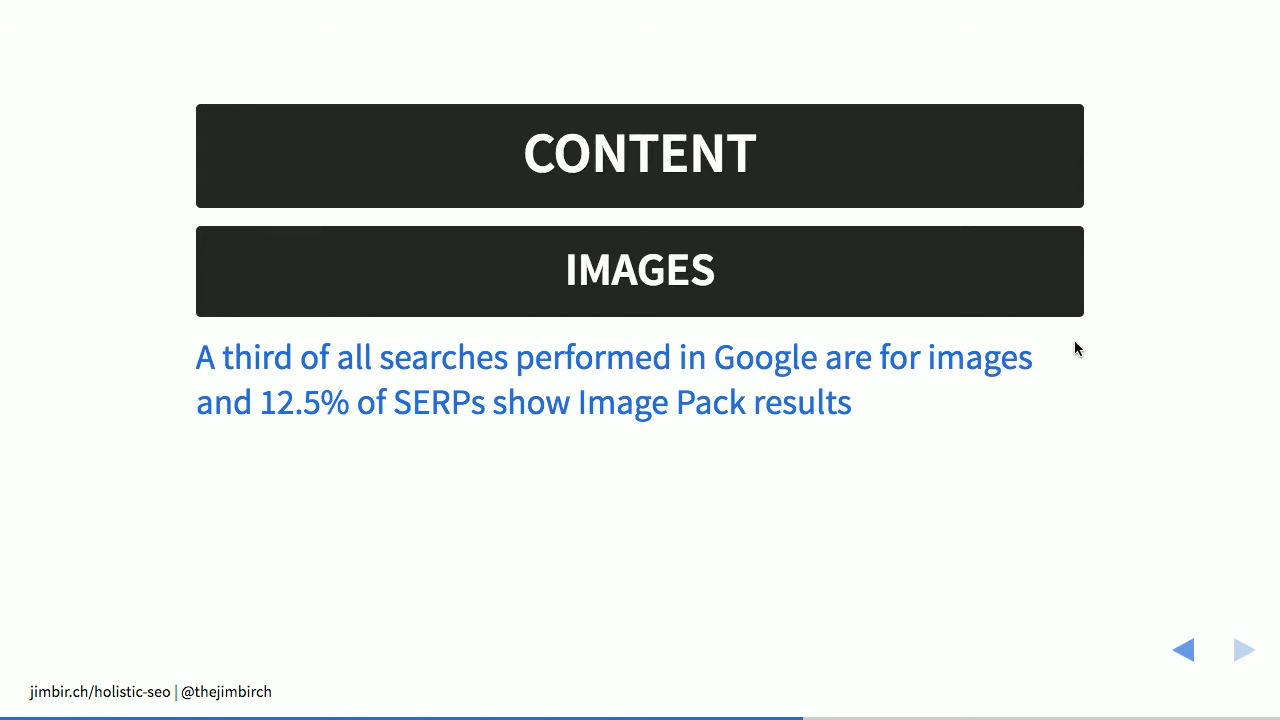 CONTENT
IMAGES
A third of all searches performed in Google are for images
and 12.5% of SERPs show Image Pack results
jimbir.ch/holistic-seo | @thejimbirch